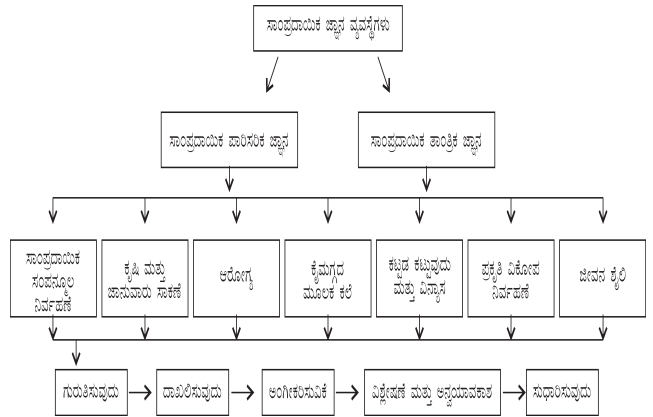 ಸಾಂಪ್ರದಾಯಿಕ ಜ್ಞಾನ ವ್ಯವಸ್ಥೆಗಳು
ಸಾಂಪ್ರದಾಯಿಕ ಪಾರಿಸರಿಕ ಜ್ಞಾನ
ಸಾಂಪ್ರದಾಯಿಕ ತಾಂತ್ರಿಕ ಜ್ಞಾನ
ಸಾಂಪ್ರದಾಯಿಕ
ಸಂಪನ್ಮೂಲ
ನಿರ್ವಹಣೆ
ಕೃಷಿ ಮತ್ತು
ಜಾನುವಾರು ಸಾಕಣೆ
ಆರೋಗ್ಯ
ಕೈಮಗ್ಗದ
ಮೂಲಕ ಕಲೆ
ಕಟ್ಟಡ ಕಟ್ಟುವುದು
ಮತ್ತು ವಿನ್ಯಾಸ
ಪ್ರಕೃತಿ ವಿಕೋಪ
ನಿರ್ವಹಣೆ
ಜೀವನ ಶೈಲಿ
ಗುರುತಿಸುವುದು
ದಾಖಲಿಸುವುದು
ಅಂಗೀಕರಿಸುವಿಕೆ
ವಿಶ್ಲೇಷಣೆ ಮತ್ತು ಅನ್ವಯಾವಕಾಶ
ಸುಧಾರಿಸುವುದು